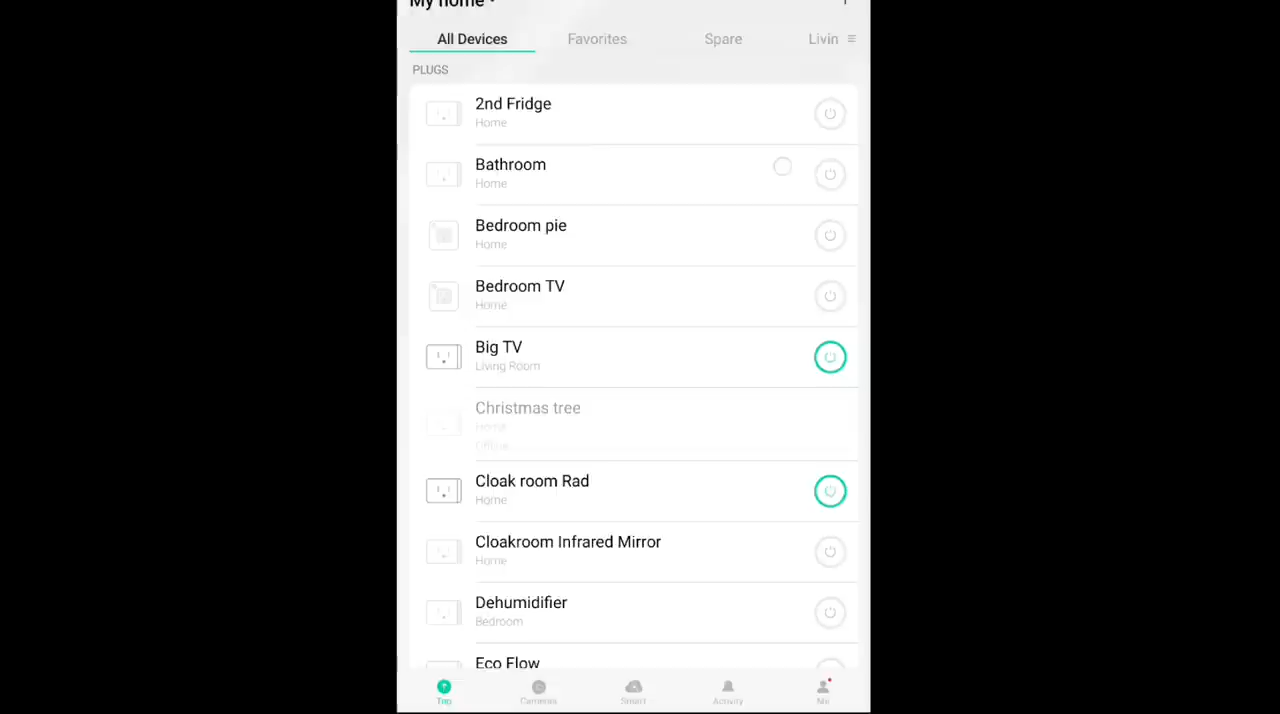 My home
All Devices Favorites Spare Livin
PLUGS
2nd Fridge
Home
Bathroom
Home
Bedroom pie
Home
Bedroom TV
Home
Big TV
Living Room
Christmas tree
Home
Offline
Cloak room Rad
Home
Cloakroom Infrared Mirror
Home
Dehumidifier
Bedroom
Eco Flow
Cameras Smart Activity Me